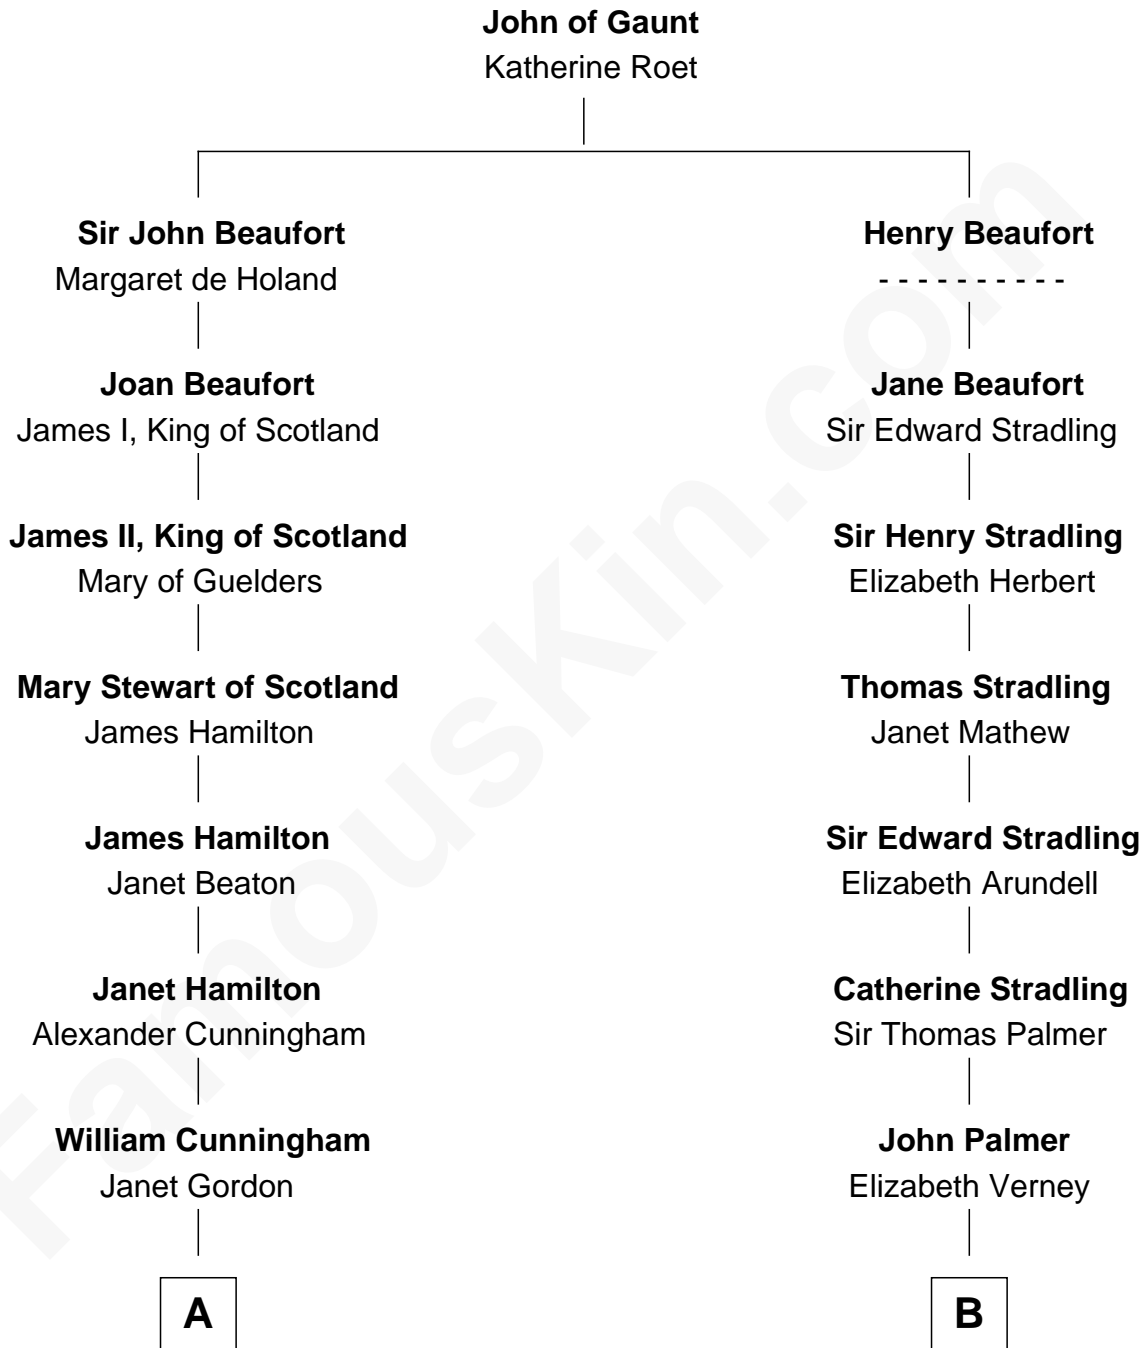 John of Gaunt
Katherine Roet
Sir John Beaufort
Margaret de Holand
Joan Beaufort
James I, King of Scotland
James II, King of Scotland
Mary of Guelders
Mary Stewart of Scotland
James Hamilton
James Hamilton
Janet Beaton
Janet Hamilton
Alexander Cunningham
William Cunningham
Janet Gordon
A
Henry Beaufort
- - - - - - - - - -
Jane Beaufort
Sir Edward Stradling
Sir Henry Stradling
Elizabeth Herbert
Thomas Stradling
Janet Mathew
Sir Edward Stradling
Elizabeth Arundell
Catherine Stradling
Sir Thomas Palmer
John Palmer
Elizabeth Verney
B
FamousKin.com